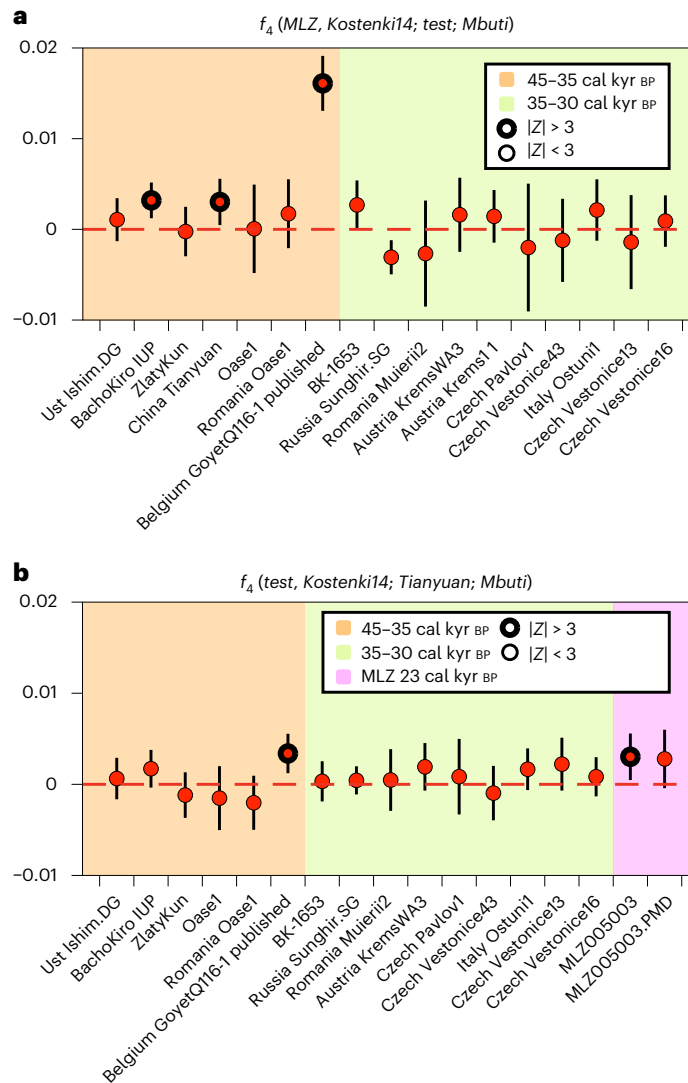 a
f4 (MLZ, Kostenki14; test; Mbuti)
0.02
0.01
0
–0.01
45–35 cal kyr BP
35–30 cal kyr BP
|Z| > 3
|Z| < 3
Ust Ishim.DG
BachoKiro IUP
ZlatyKun
China Tianyuan
Oase1
Romania Oase1
Belgium GoyetQ116-1 published
BK-1653
Russia Sunghir.SG
Romania Muierii2
Austria KremsWA3
Austria Krems11
Czech Pavlov1
Czech Vestonice43
Italy Ostuni1
Czech Vestonice13
Czech Vestonice16
b
f4 (test, Kostenki14; Tianyuan; Mbuti)
0.02
0.01
0
–0.01
45–35 cal kyr BP
|Z| > 3
35–30 cal kyr BP
|Z| < 3
MLZ 23 cal kyr BP
Ust Ishim.DG
BachoKiro IUP
ZlatyKun
Oase1
Romania Oase1
Belgium GoyetQ116-1 published
BK-1653
Russia Sunghir.SG
Romania Muierii2
Austria KremsWA3
Czech Pavlov1
Czech Vestonice43
Italy Ostuni1
Czech Vestonice13
Czech Vestonice16
MLZ005003
MLZ005003.PMD